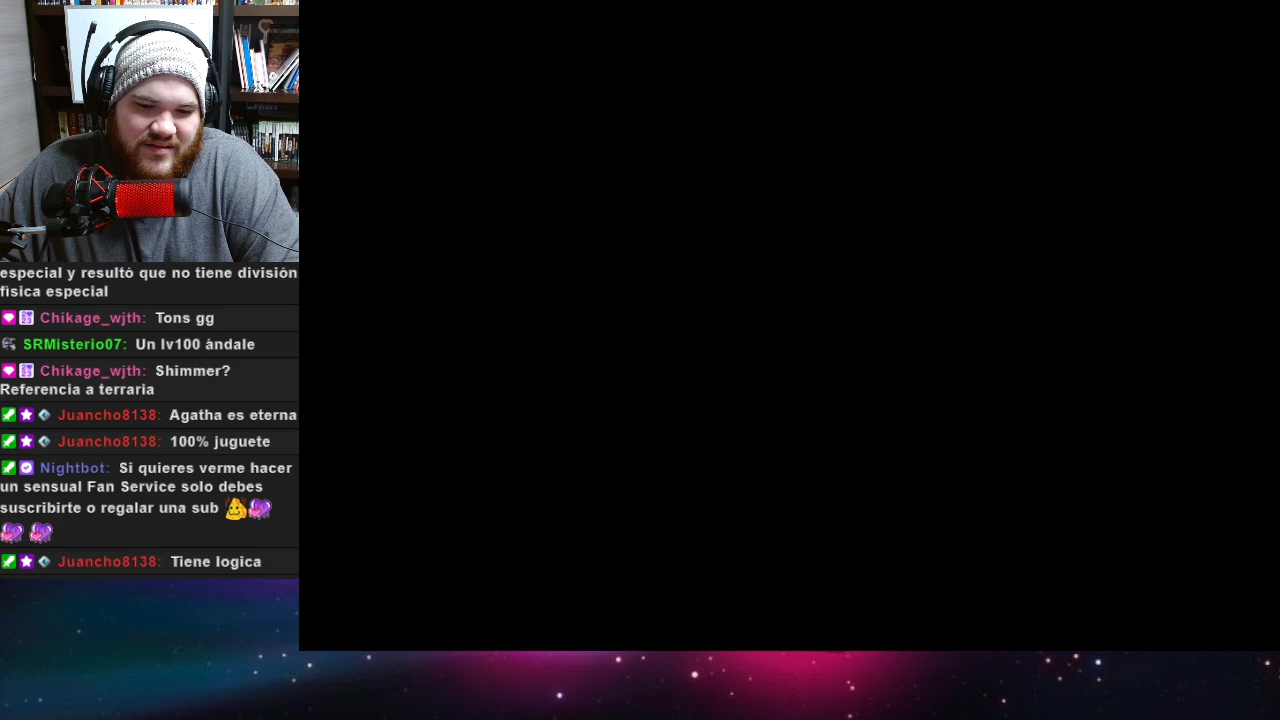 especial y resultó que no tiene división
física especial
Chikage_wjth: Tons gg
SRMisterio07: Un lv100 ándale
Chikage_wjth: Shimmer?
Referencia a terraria
Juancho8138: Agatha es eterna
Juancho8138: 100% juguete
Nightbot: Si quieres verme hacer
un sensual Fan Service solo debes
suscribirte o regalar una sub
Juancho8138: Tiene logica